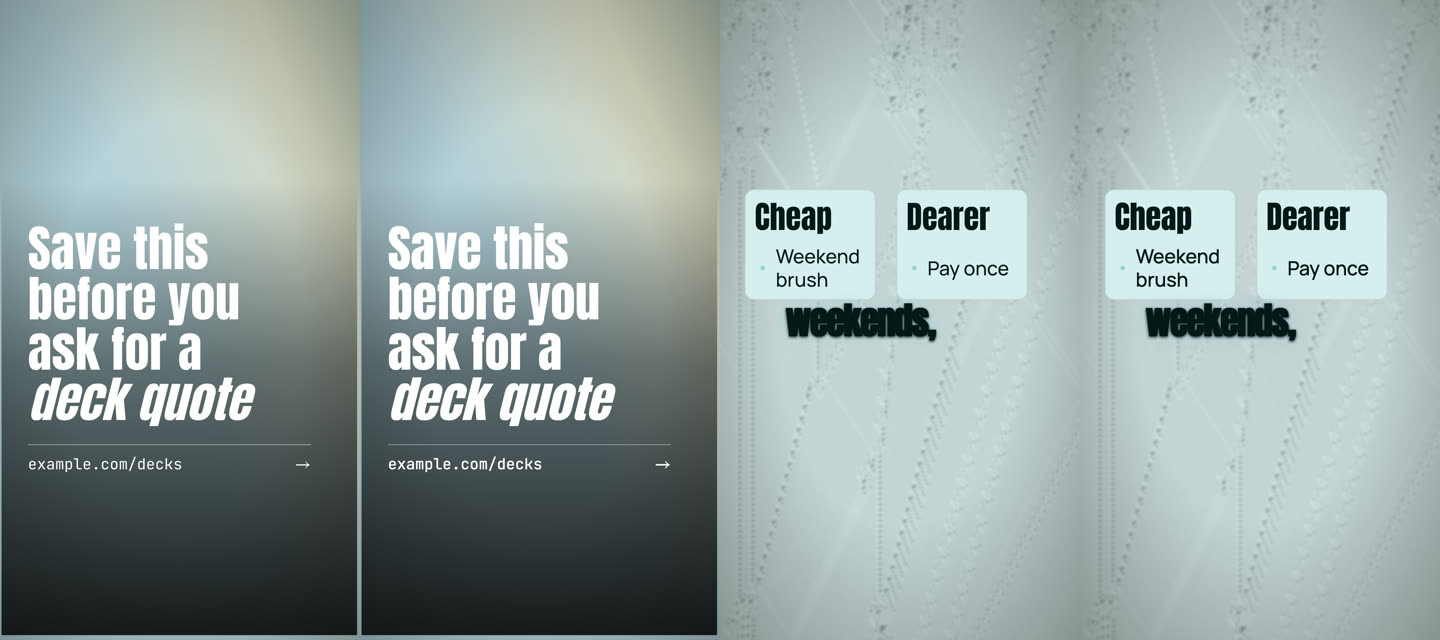 Save this
before you
ask for a
deck quote
example.com/decks →
Save this
before you
ask for a
deck quote
example.com/decks →
Cheap
Weekend
brush
Dearer
Pay once
weekends,
Cheap
Weekend
brush
Dearer
Pay once
weekends,